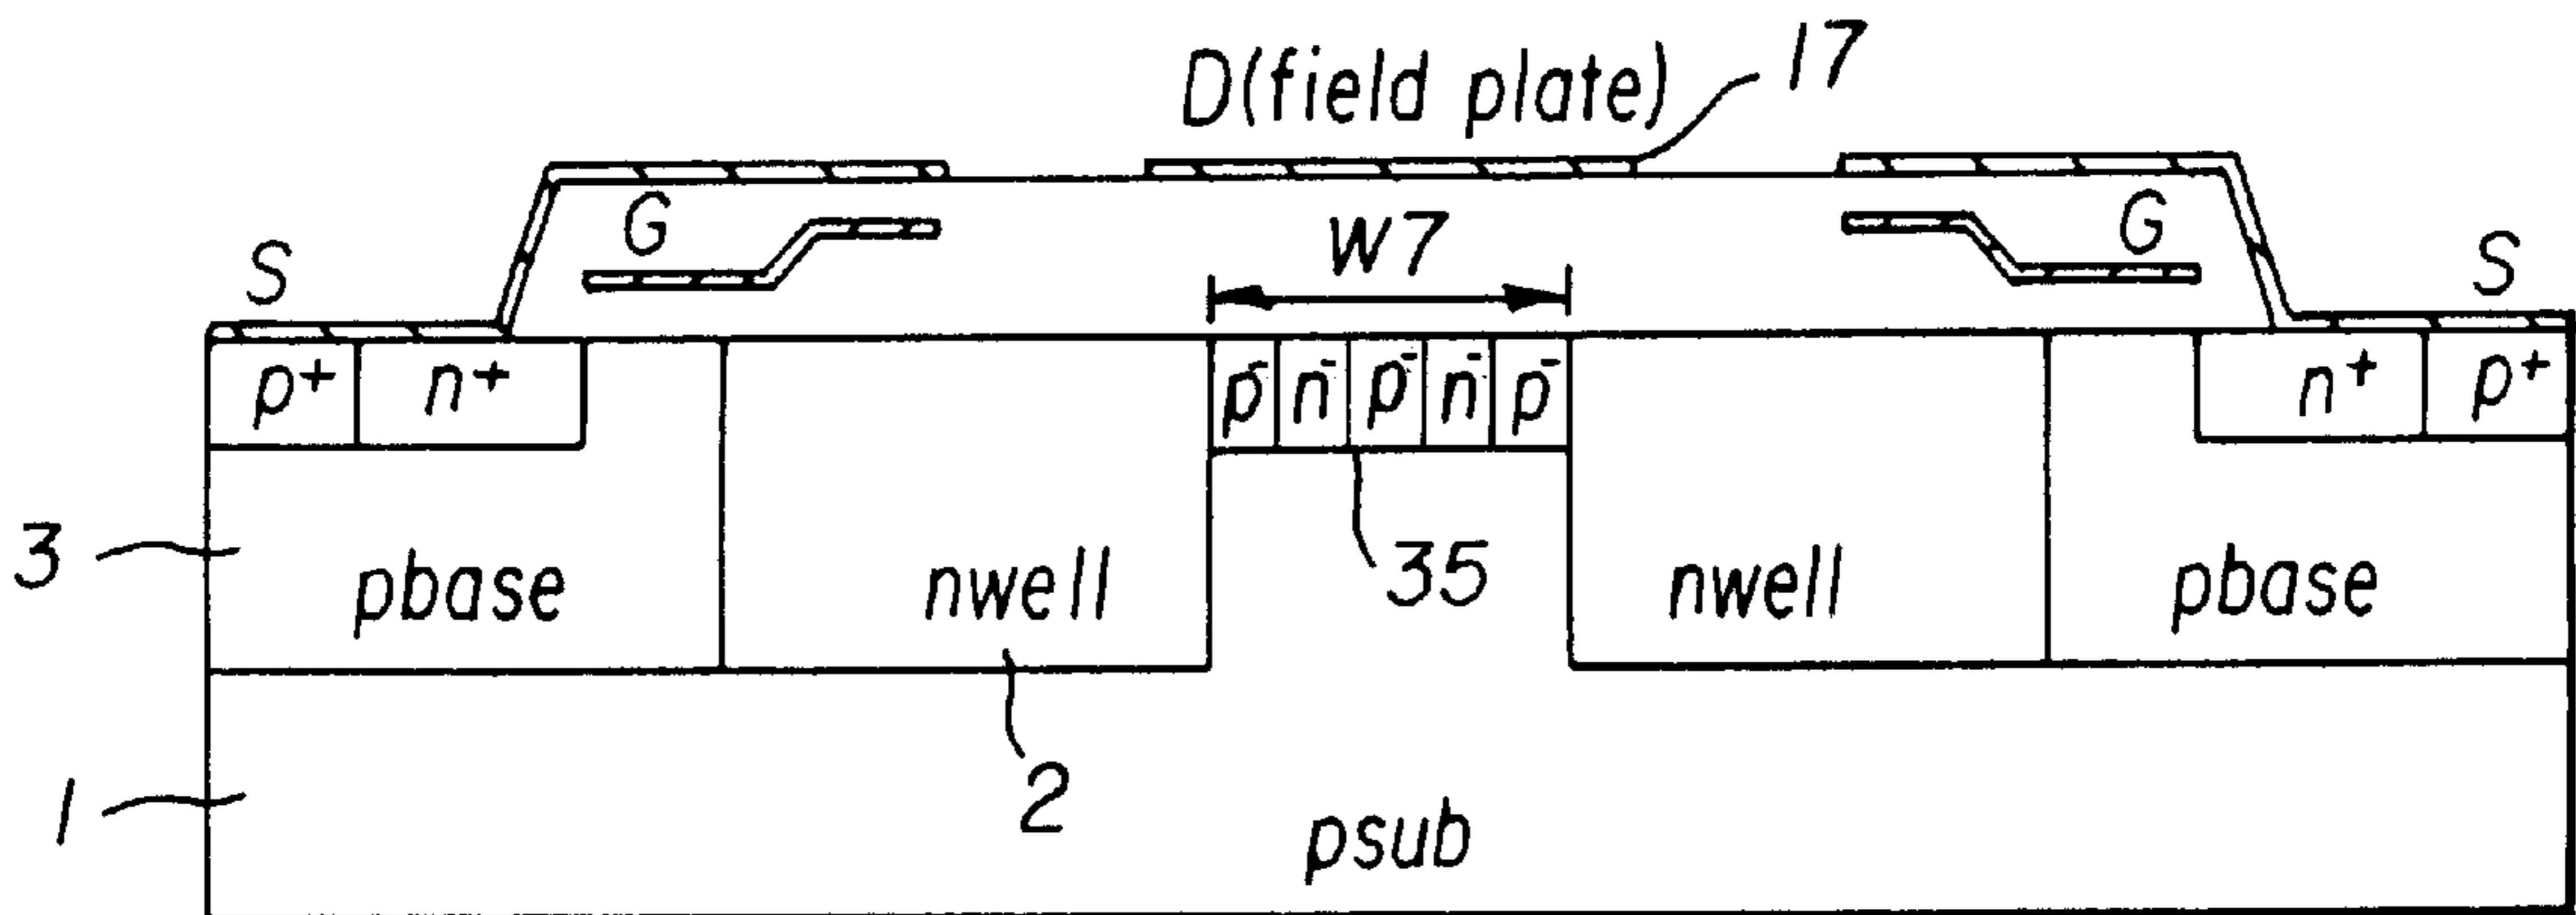 D(field plate) 17
G W7 G
S S
p+ n+ p- n- p- n- p- n+ p+
3 pbase nwell 35 nwell pbase
2
1 psub